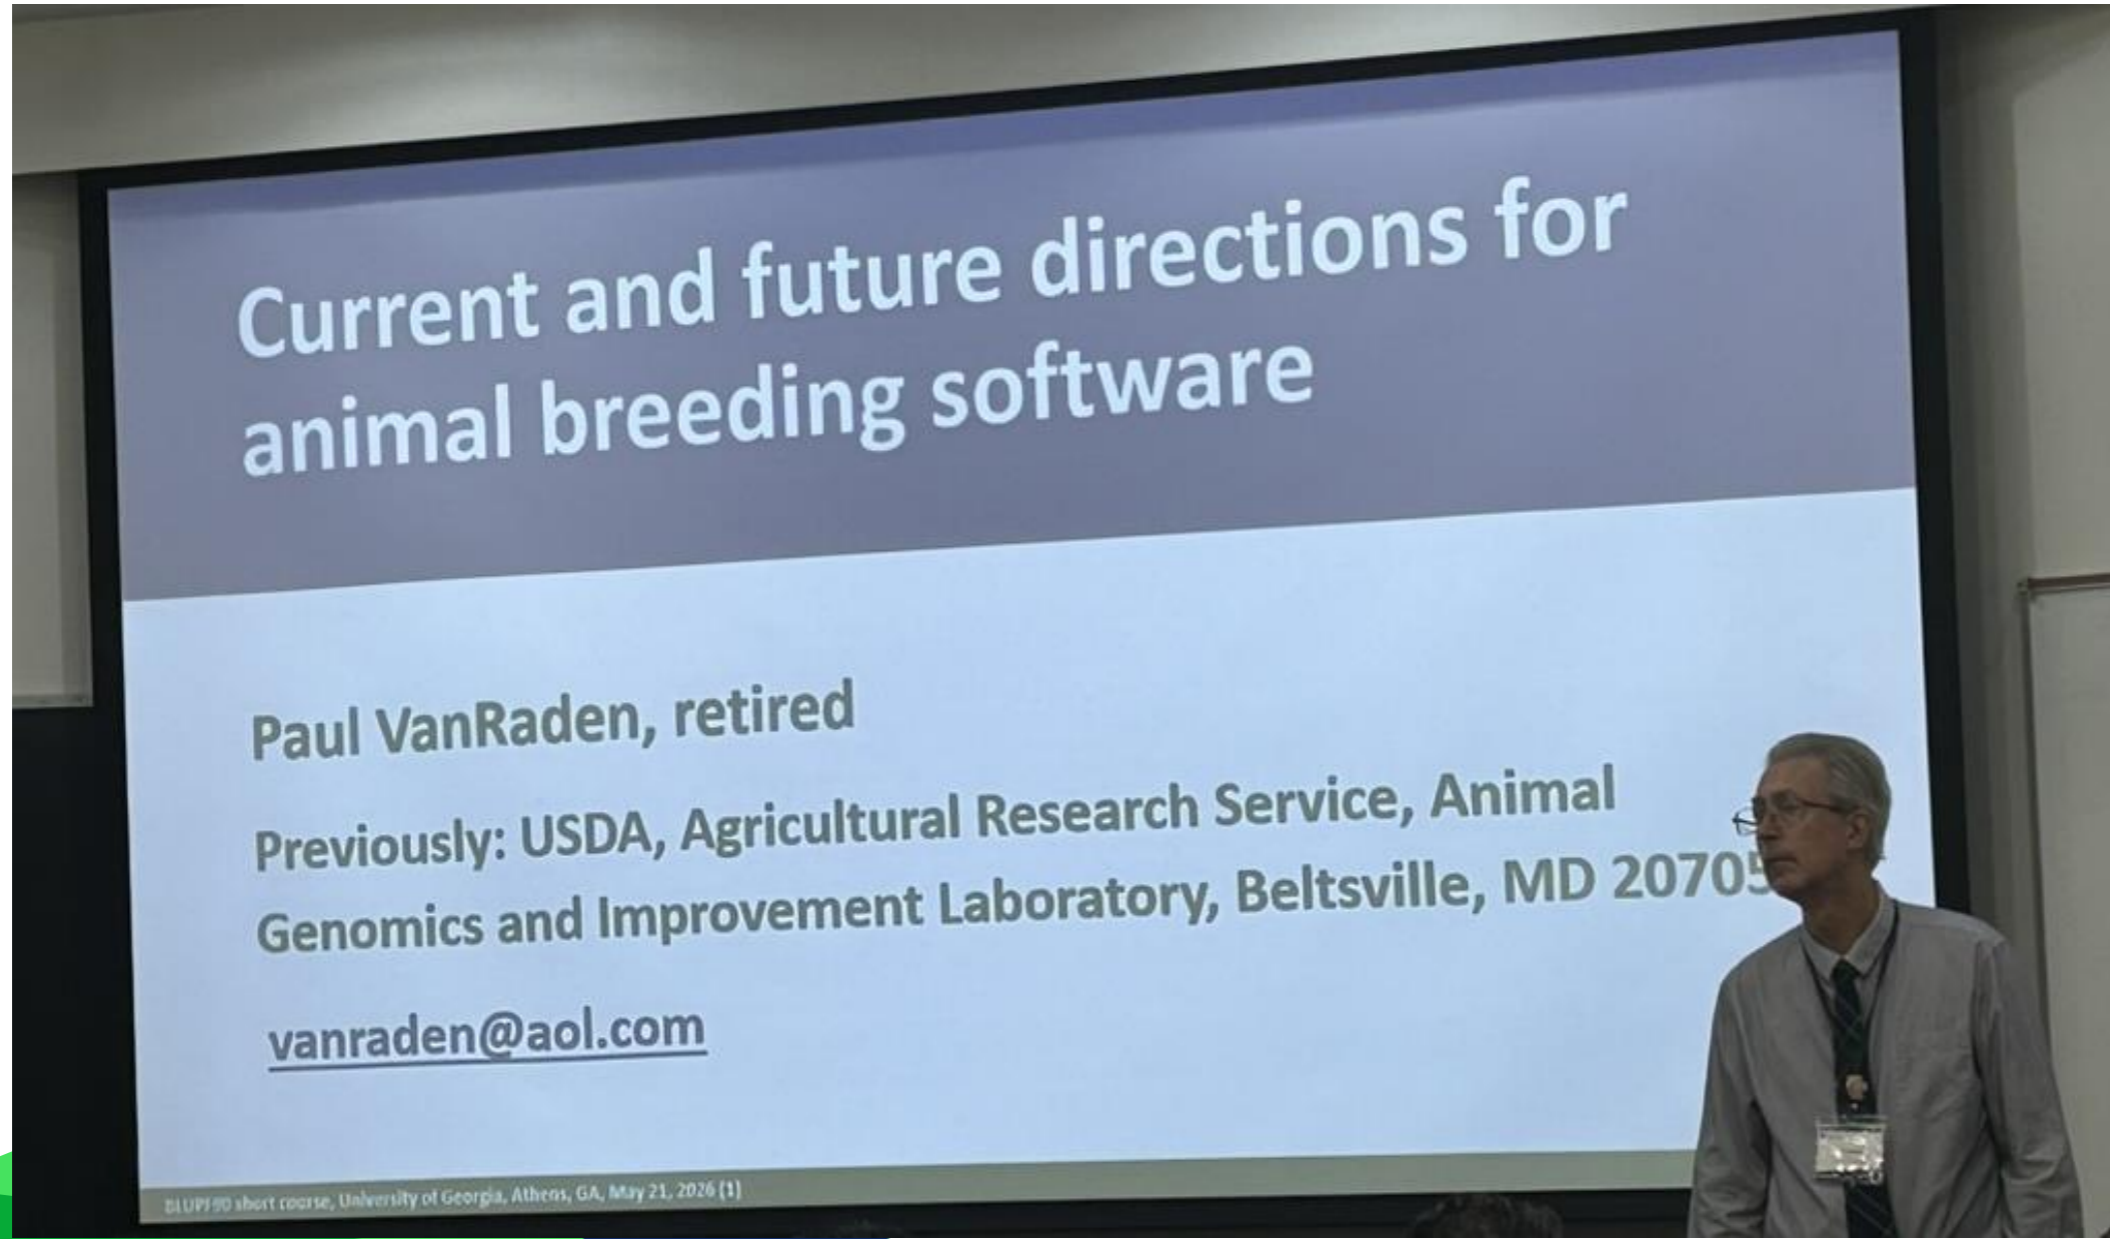 Current and future directions for
animal breeding software
Paul VanRaden, retired
Previously: USDA, Agricultural Research Service, Animal
Genomics and Improvement Laboratory, Beltsville, MD 20705
vanraden@aol.com
BLUPF90 short course, University of Georgia, Athens, GA, May 21, 2026 (1)